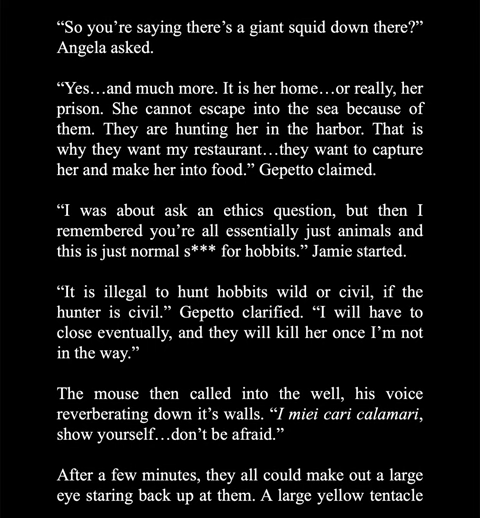 “So you’re saying there’s a giant squid down there?”
Angela asked.
“Yes…and much more. It is her home…or really, her
prison. She cannot escape into the sea because of
them. They are hunting her in the harbor. That is
why they want my restaurant…they want to capture
her and make her into food.” Gepetto claimed.
“I was about ask an ethics question, but then I
remembered you’re all essentially just animals and
this is just normal s*** for hobbits.” Jamie started.
“It is illegal to hunt hobbits wild or civil, if the
hunter is civil.” Gepetto clarified. “I will have to
close eventually, and they will kill her once I’m not
in the way.”
The mouse then called into the well, his voice
reverberating down it’s walls. “I miei cari calamari,
show yourself…don’t be afraid.”
After a few minutes, they all could make out a large
eye staring back up at them. A large yellow tentacle